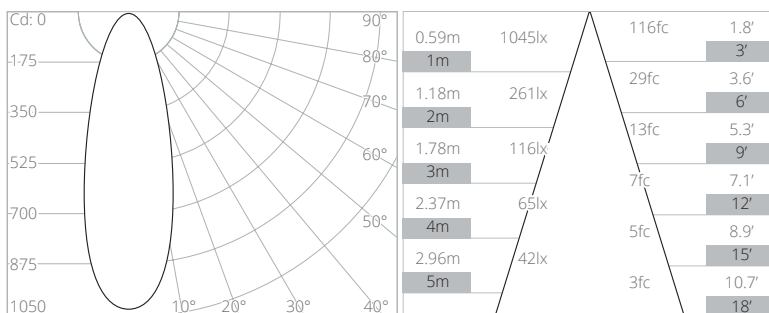 Cd: 0
175
350
525
700
875
1050
10°
20°
30°
40°
50°
60°
70°
80°
90°
0.59m 1045lx
1m
1.18m 261lx
2m
1.78m 116lx
3m
2.37m 65lx
4m
2.96m 42lx
5m
116fc 1.8’
3’
29fc 3.6’
6’
13fc 5.3’
9’
7fc 7.1’
12’
5fc 8.9’
15’
3fc 10.7’
18’